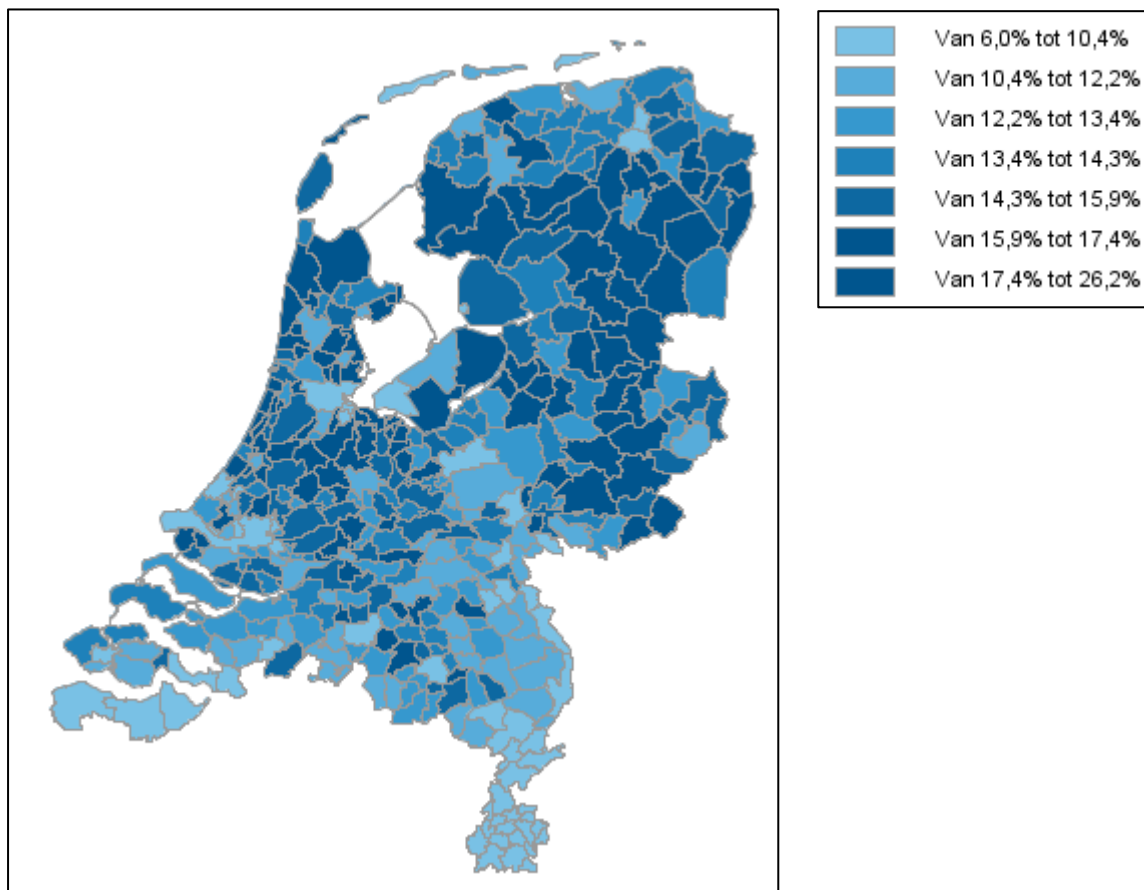 Van 6,0% tot 10,4%
Van 10,4% tot 12,2%
Van 12,2% tot 13,4%
Van 13,4% tot 14,3%
Van 14,3% tot 15,9%
Van 15,9% tot 17,4%
Van 17,4% tot 26,2%